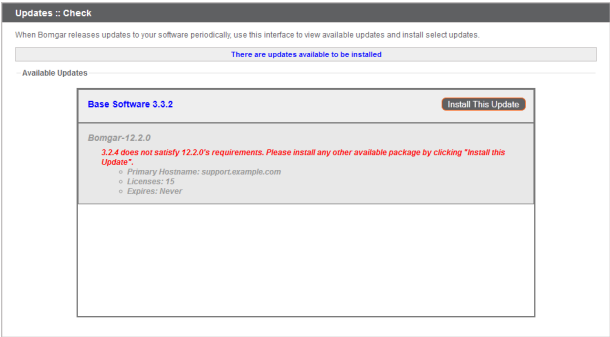 Updates :: Check
When Bomgar releases updates to your software periodically, use this interface to view available updates and install select updates.
There are updates available to be installed
Available Updates
Base Software 3.3.2
Install This Update
Bomgar-12.2.0
3.2.4 does not satisfy 12.2.0's requirements. Please install any other available package by clicking "Install this
Update".
Primary Hostname: support.example.com
Licenses: 15
Expires: Never